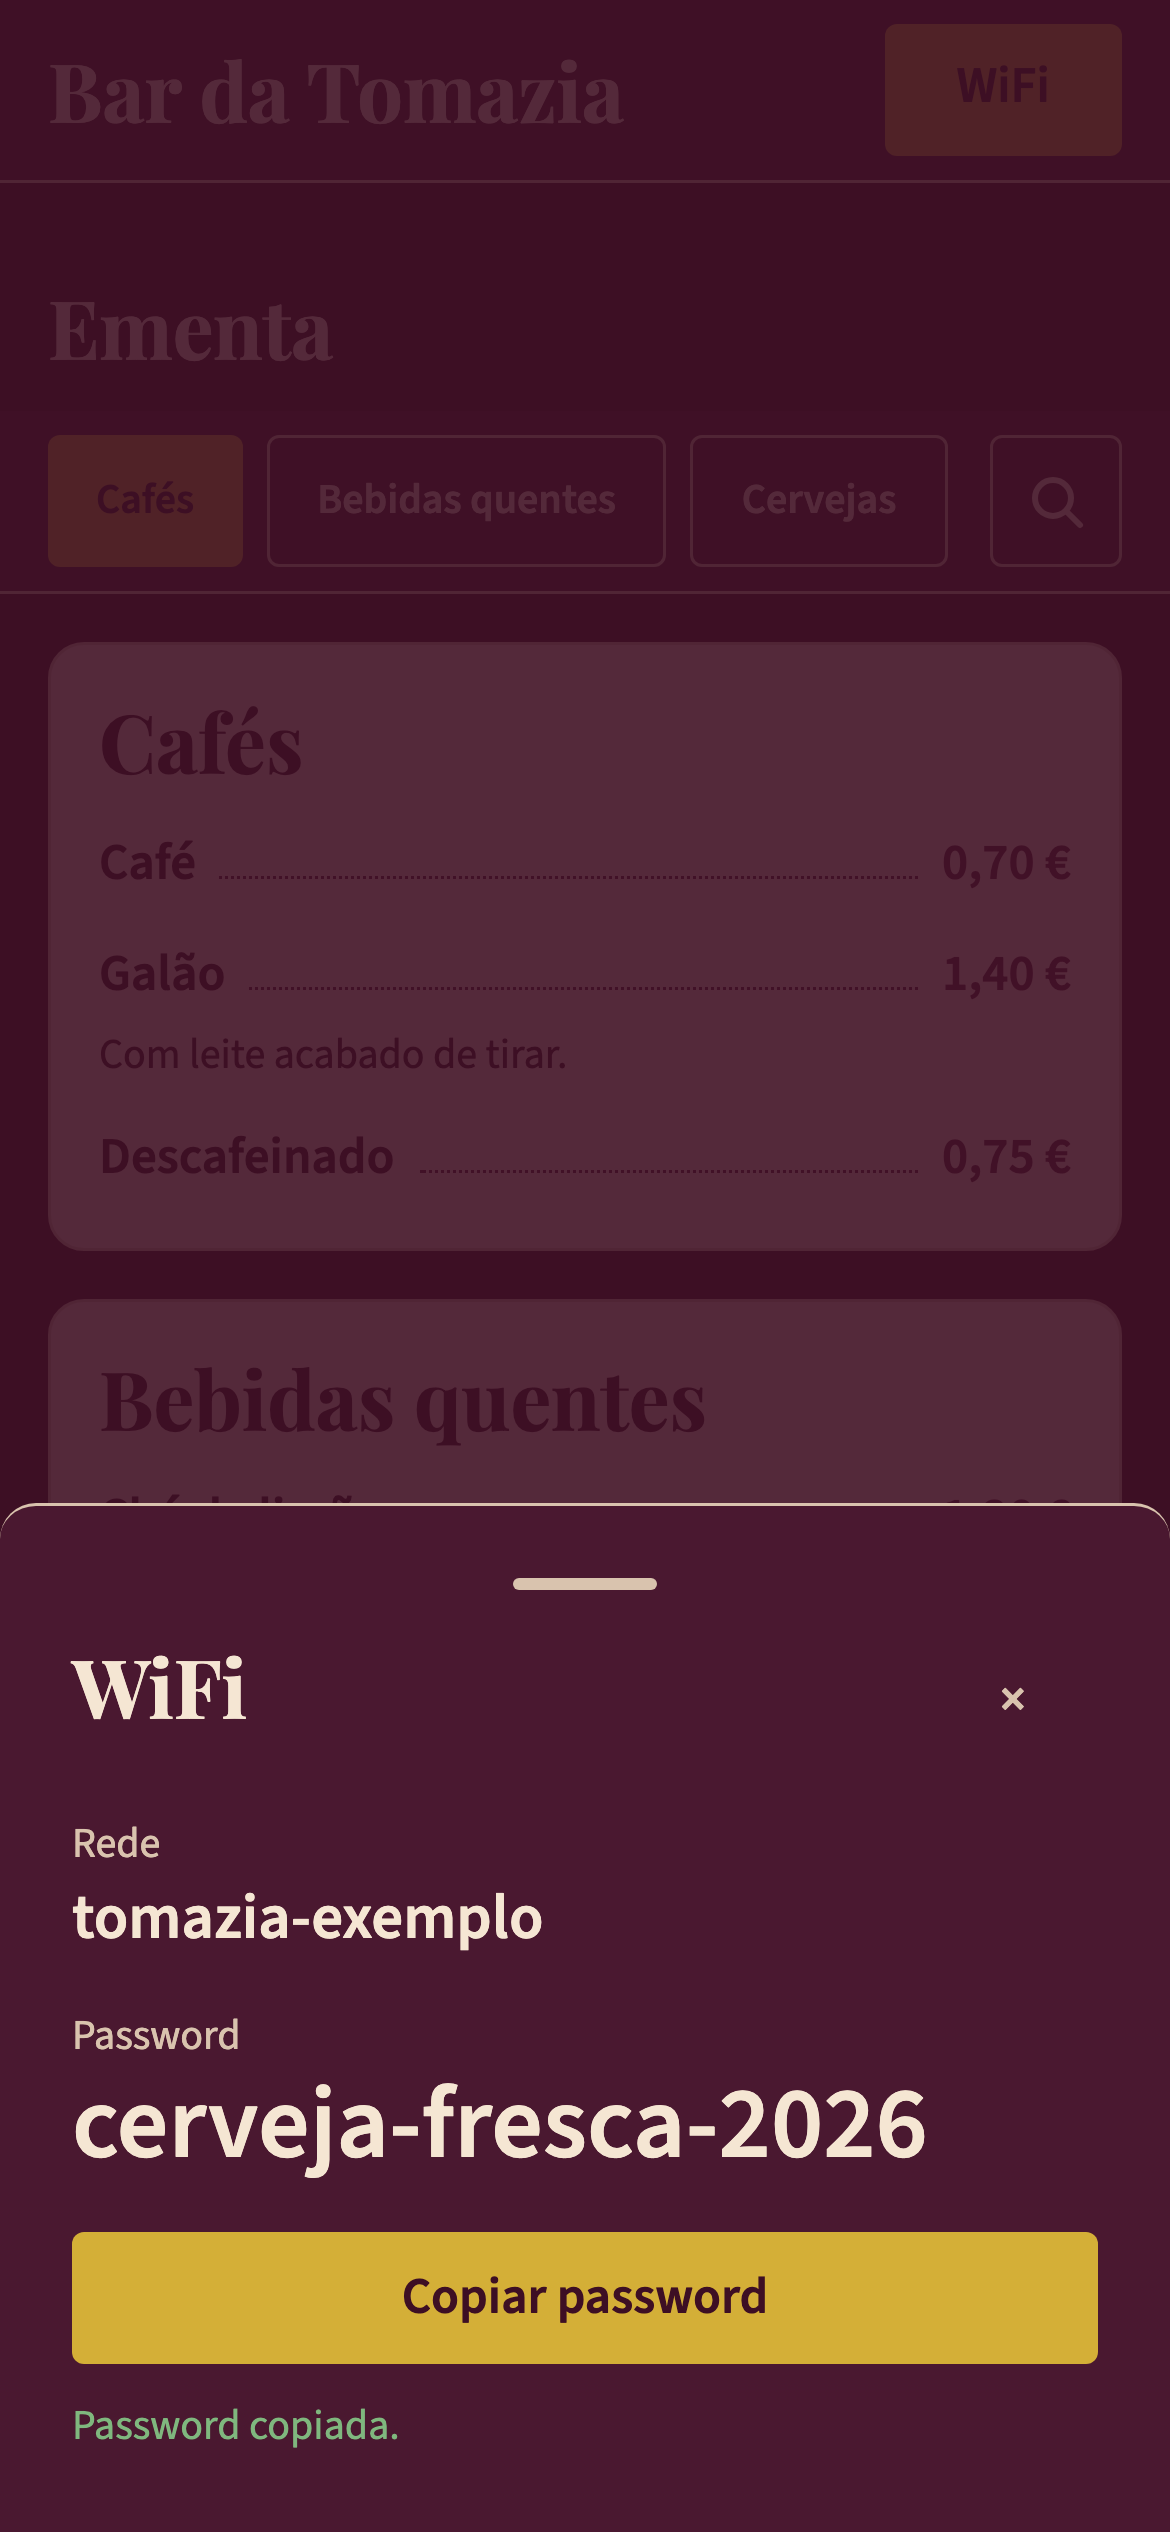 Bar da Tomazia
WiFi
Ementa
Cafés
Bebidas quentes
Cervejas
Cafés
Café 0,70 €
Galão 1,40 €
Com leite acabado de tirar.
Descafeinado 0,75 €
Bebidas quentes
WiFi
×
Rede
tomazia-exemplo
Password
cerveja-fresca-2026
Copiar password
Password copiada.